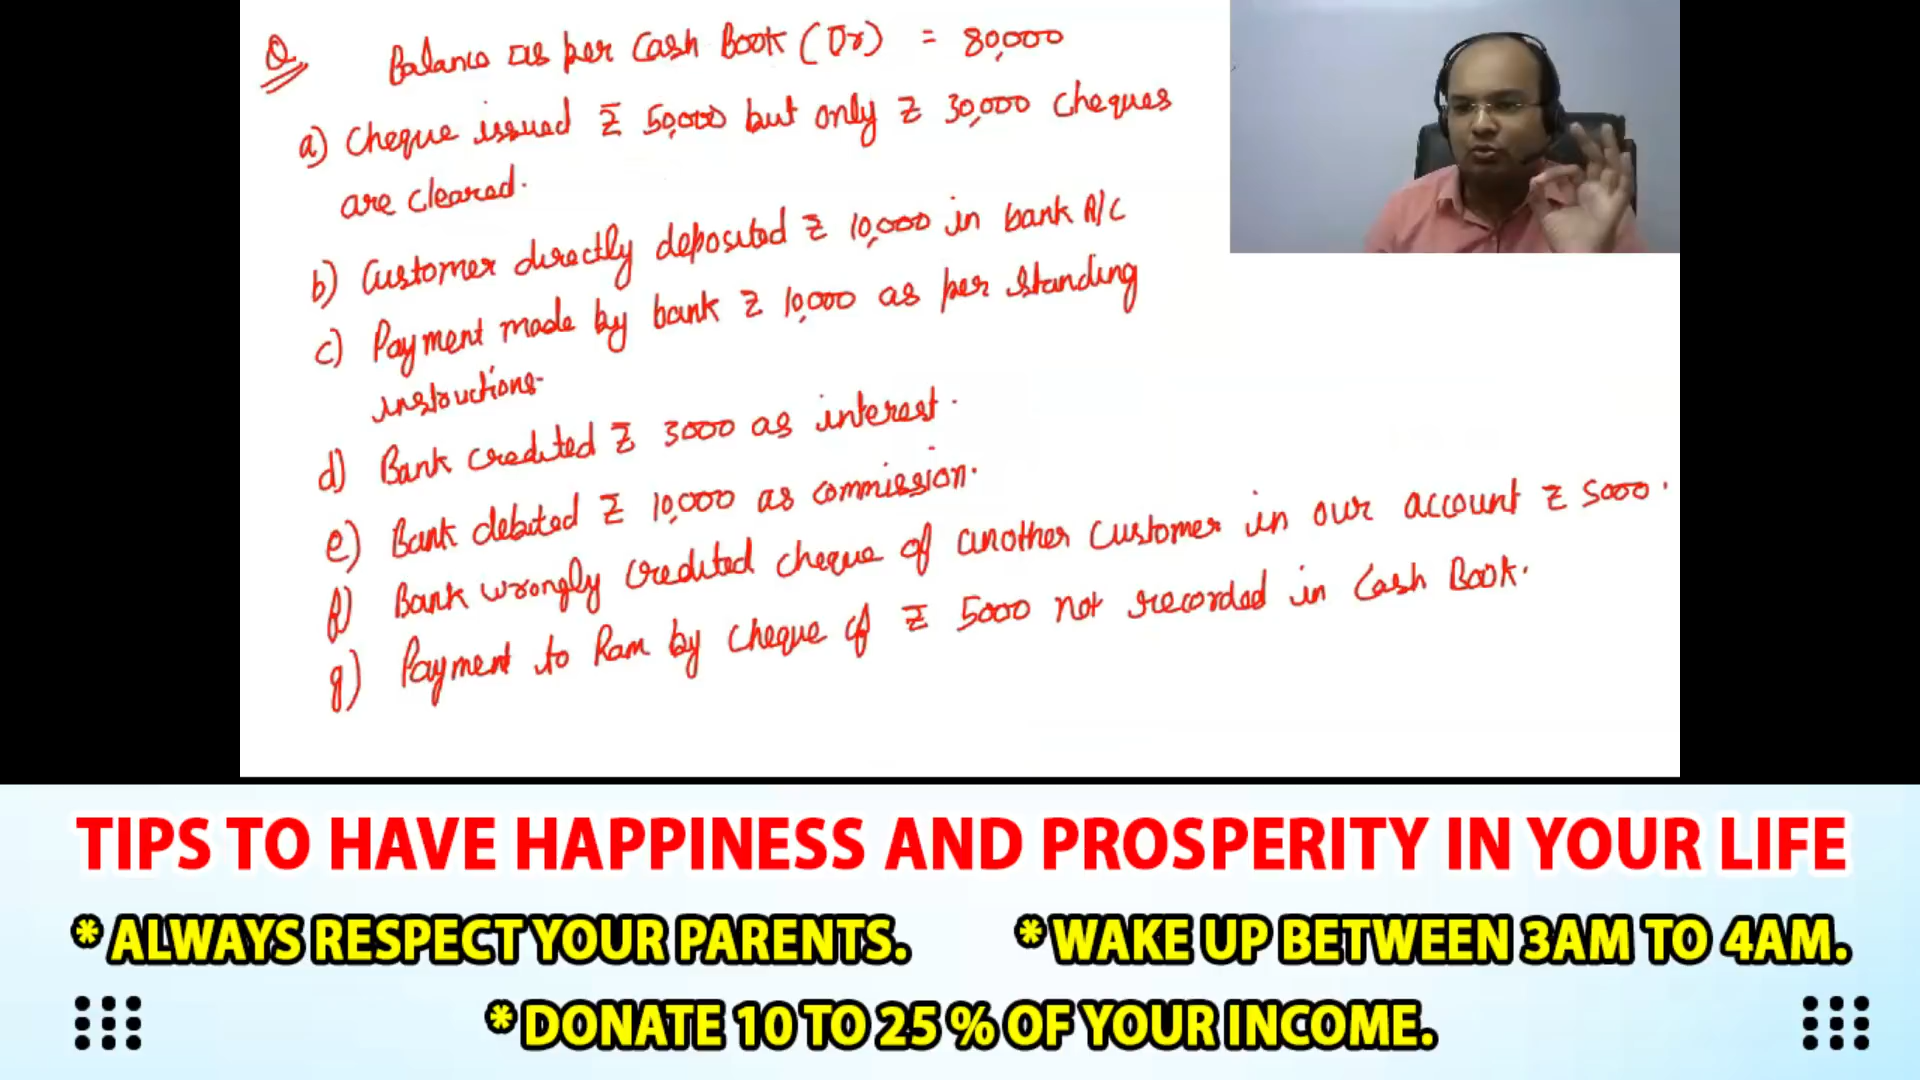 Q. Balance as per Cash Book (Dr) = 80,000
a) Cheque issued ₹ 50,000 but only ₹ 30,000 cheques
are cleared.
b) Customer directly deposited ₹ 10,000 in bank A/C
c) Payment made by bank ₹ 10,000 as per standing
instructions.
d) Bank credited ₹ 3000 as interest.
e) Bank debited ₹ 10,000 as commission.
f) Bank wrongly credited cheque of another customer in our account ₹ 5000.
g) Payment to Ram by cheque of ₹ 5000 not recorded in Cash Book.
TIPS TO HAVE HAPPINESS AND PROSPERITY IN YOUR LIFE
* ALWAYS RESPECT YOUR PARENTS. * WAKE UP BETWEEN 3AM TO 4AM.
* DONATE 10 TO 25 % OF YOUR INCOME.